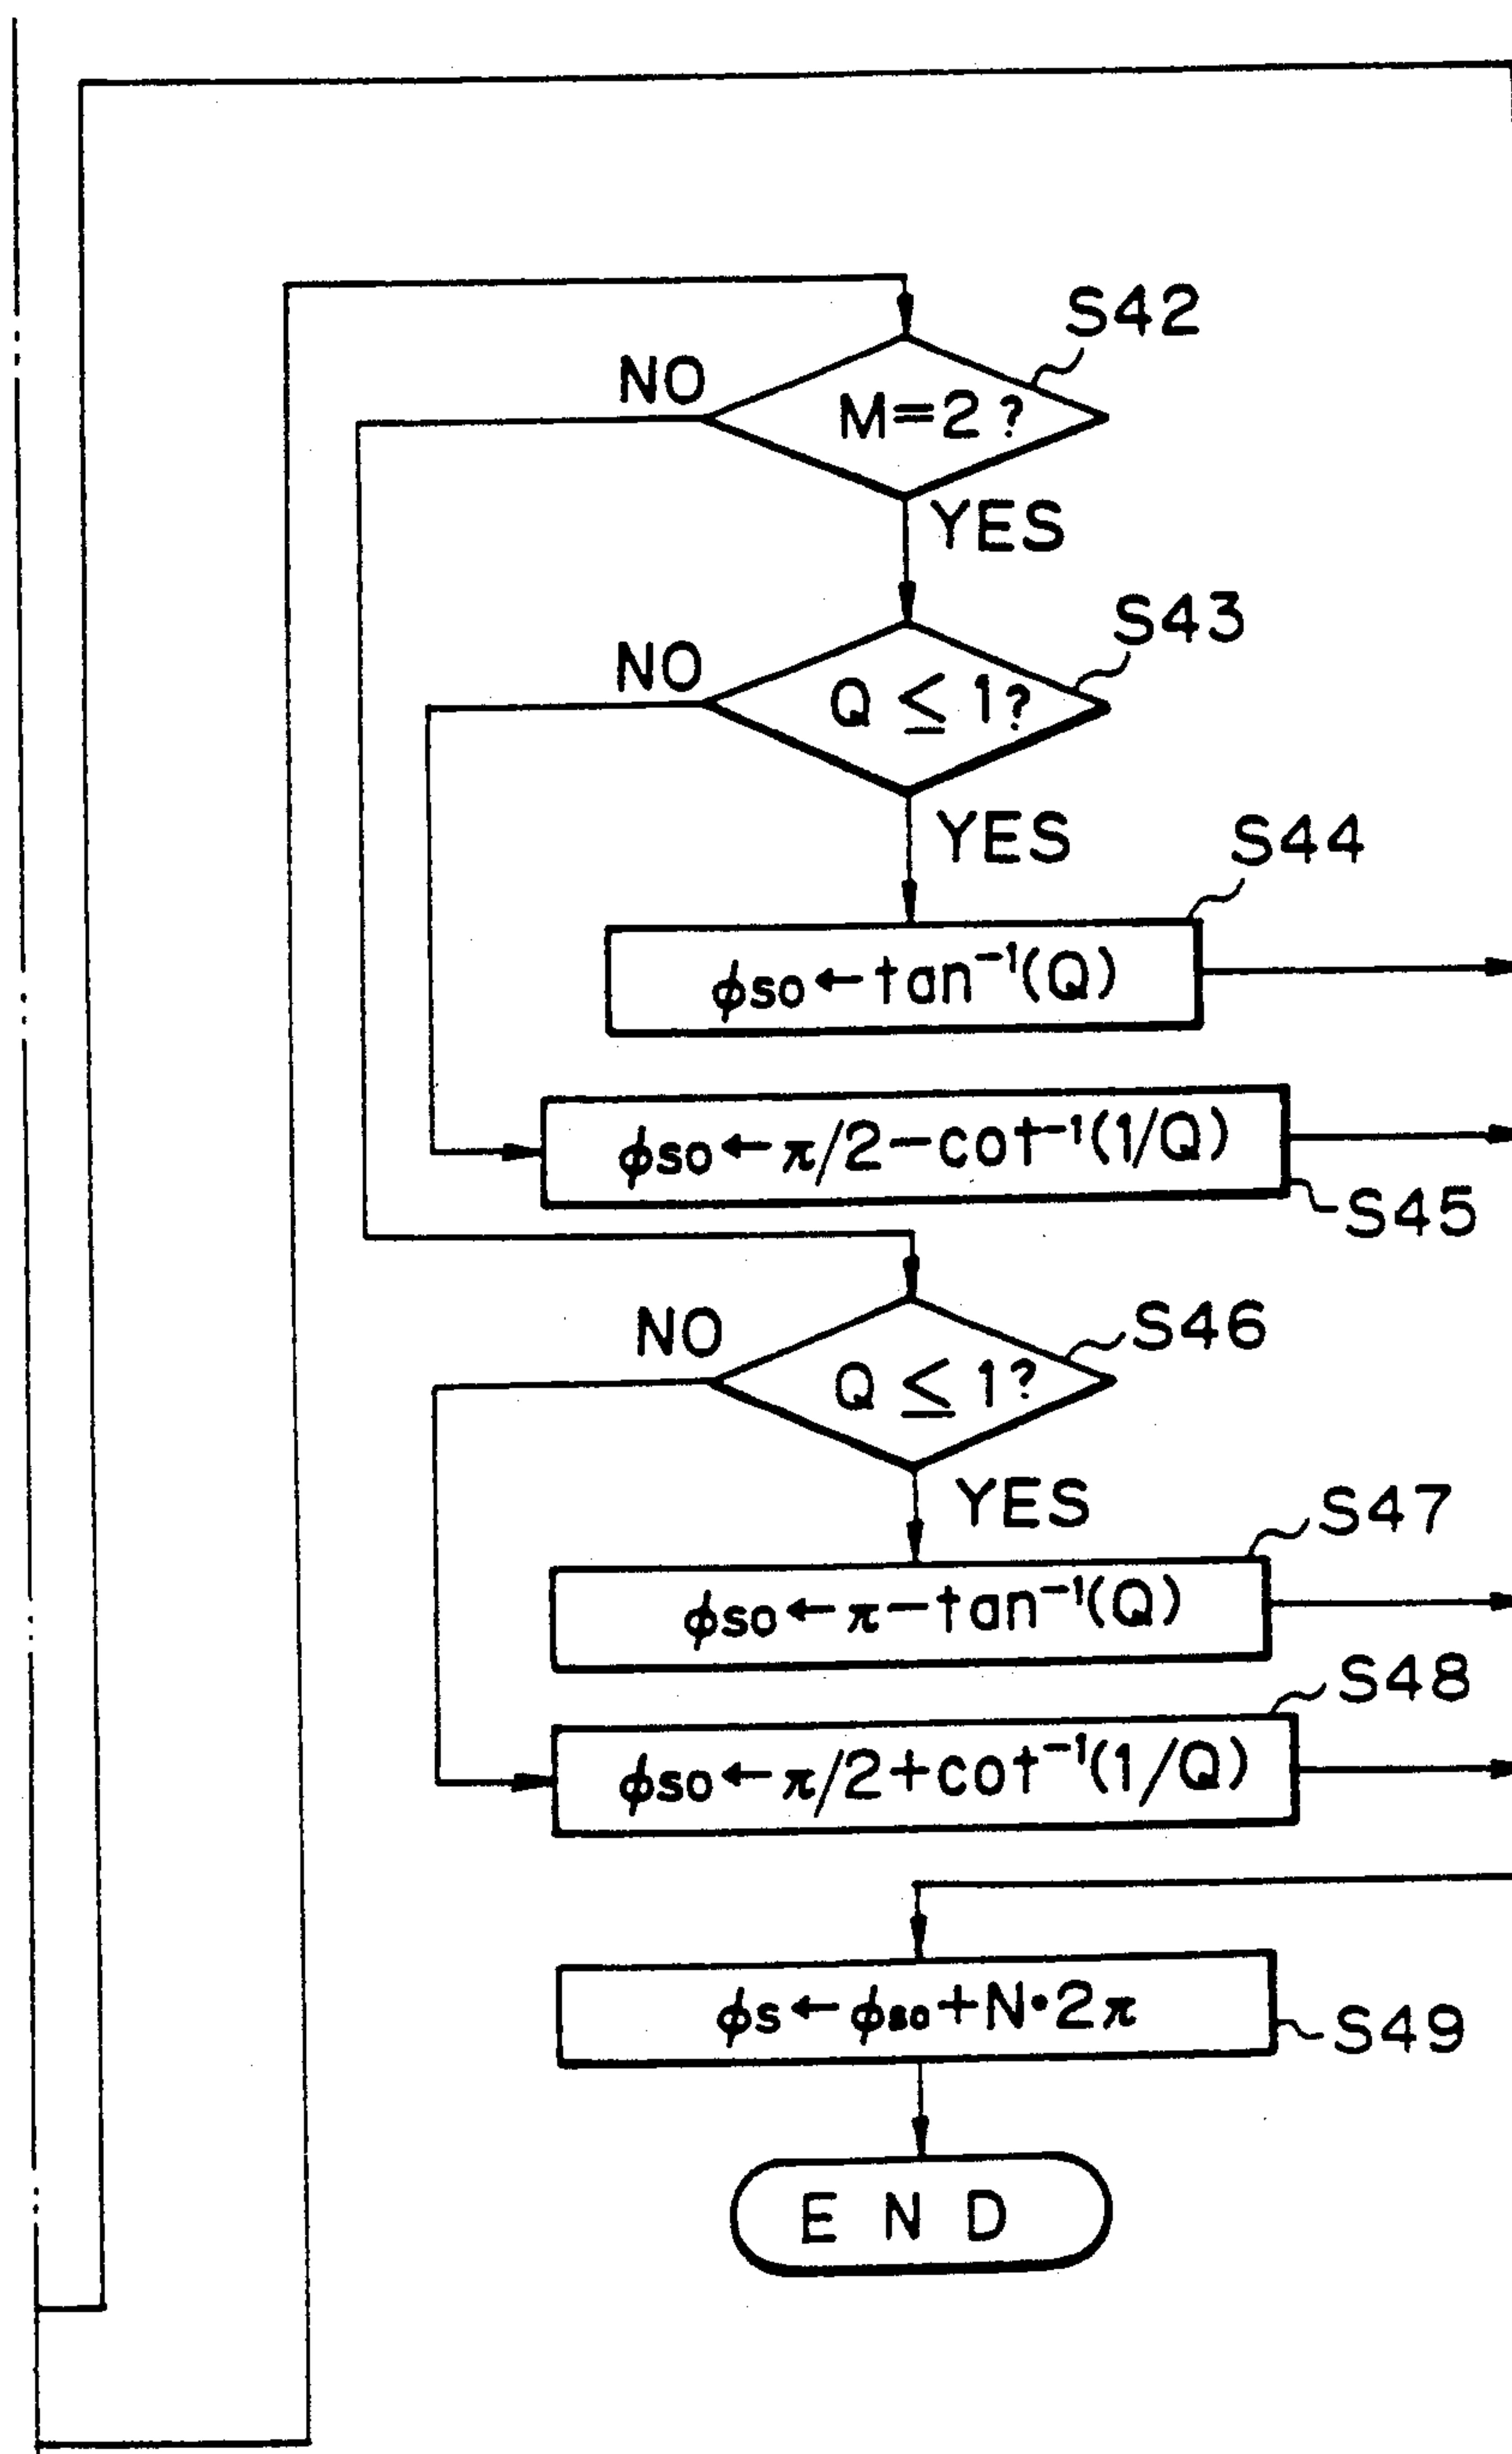 S42
NO
M=2?
YES
S43
NO
Q ≤ 1?
YES
S44
φso←tan⁻¹(Q)
φso←π/2−cot⁻¹(1/Q)
S45
NO
S46
Q ≤ 1?
YES
S47
φso←π−tan⁻¹(Q)
S48
φso←π/2+cot⁻¹(1/Q)
φs←φso+N•2π
S49
END